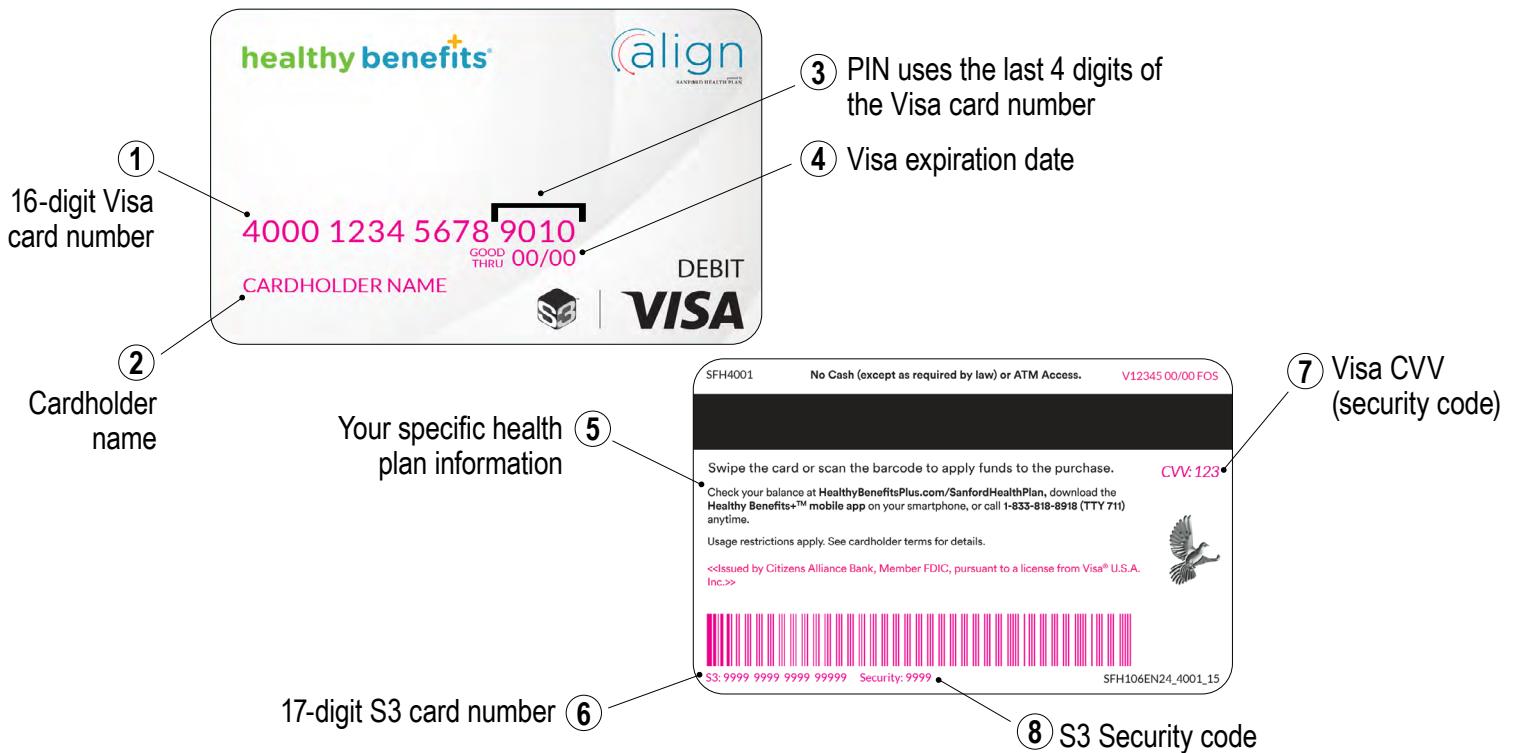 healthy benefits®
align
powered by
SANFORD HEALTH PLAN
3 PIN uses the last 4 digits of
the Visa card number
4 Visa expiration date
1
16-digit Visa
card number
4000 1234 5678 9010
GOOD
THRU 00/00
CARDHOLDER NAME
DEBIT
S3
VISA
2
Cardholder
name
SFH4001 No Cash (except as required by law) or ATM Access. V12345 00/00 FOS
7 Visa CVV
(security code)
Your specific health 5
plan information
Swipe the card or scan the barcode to apply funds to the purchase.
CVV: 123
Check your balance at HealthyBenefitsPlus.com/SanfordHealthPlan, download the
Healthy Benefits+™ mobile app on your smartphone, or call 1-833-818-8918 (TTY 711)
anytime.
Usage restrictions apply. See cardholder terms for details.
<<Issued by Citizens Alliance Bank, Member FDIC, pursuant to a license from Visa® U.S.A.
Inc.>>
S3: 9999 9999 9999 99999 Security: 9999
SFH106EN24_4001_15
17-digit S3 card number 6
8 S3 Security code